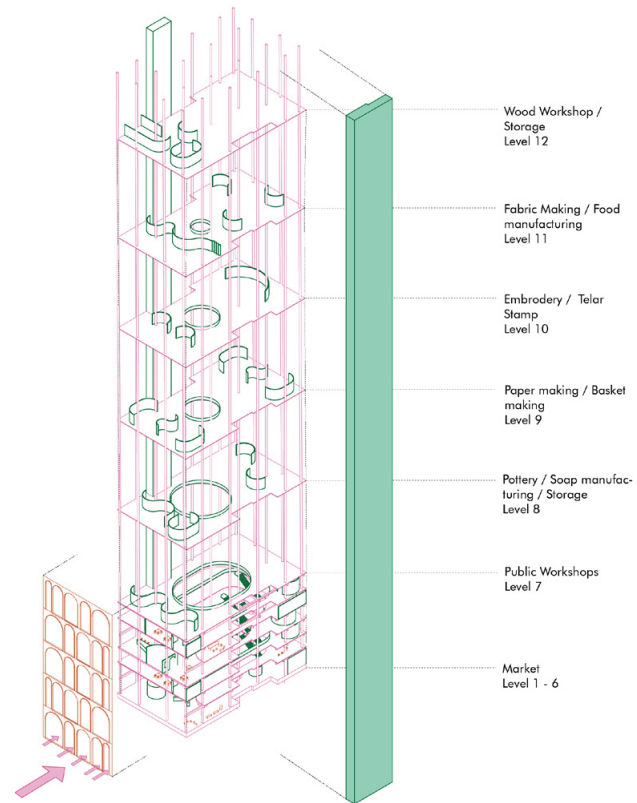 Wood Workshop /
Storage
Level 12
Fabric Making / Food
manufacturing
Level 11
Embrodery / Telar
Stamp
Level 10
Paper making / Basket
making
Level 9
Pottery / Soap manufac-
turing / Storage
Level 8
Public Workshops
Level 7
Market
Level 1 - 6